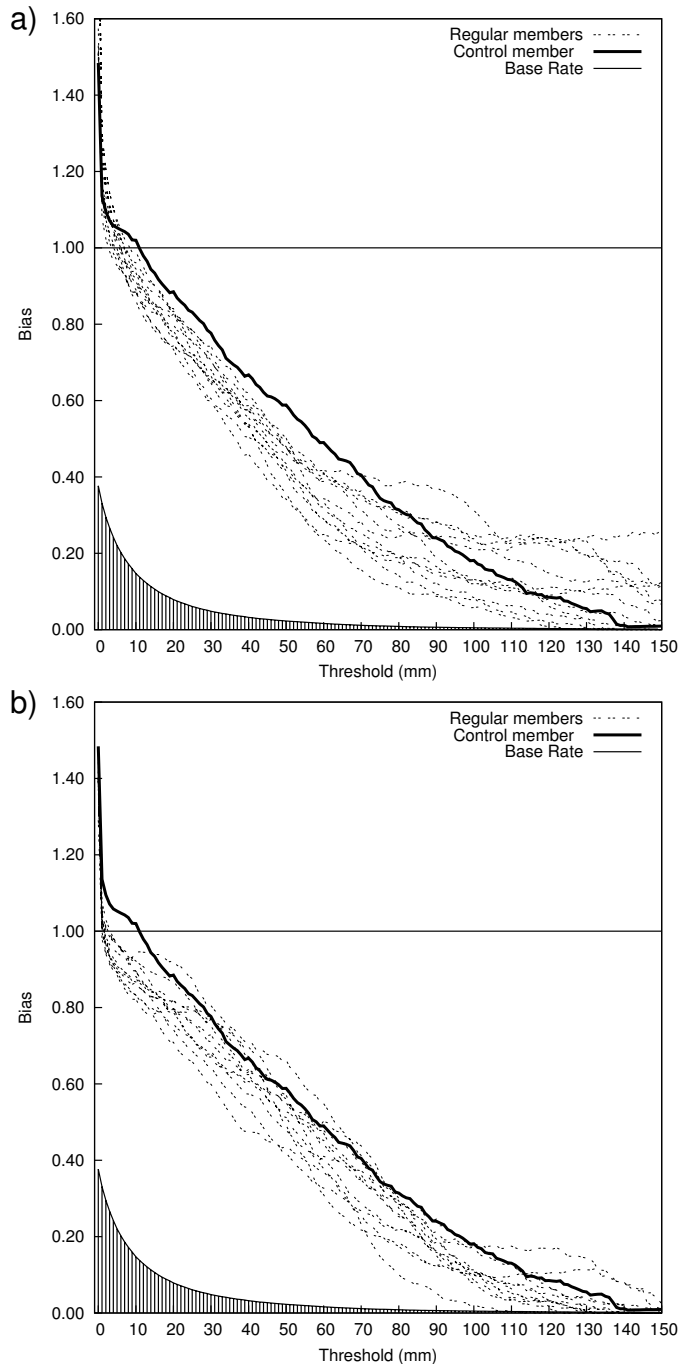 a)
1.60
Regular members
Control member
Base Rate
1.40
1.20
1.00
Bias
0.80
0.60
0.40
0.20
0.00
0 10 20 30 40 50 60 70 80 90 100 110 120 130 140 150
Threshold (mm)
b)
1.60
Regular members
Control member
Base Rate
1.40
1.20
1.00
Bias
0.80
0.60
0.40
0.20
0.00
0 10 20 30 40 50 60 70 80 90 100 110 120 130 140 150
Threshold (mm)